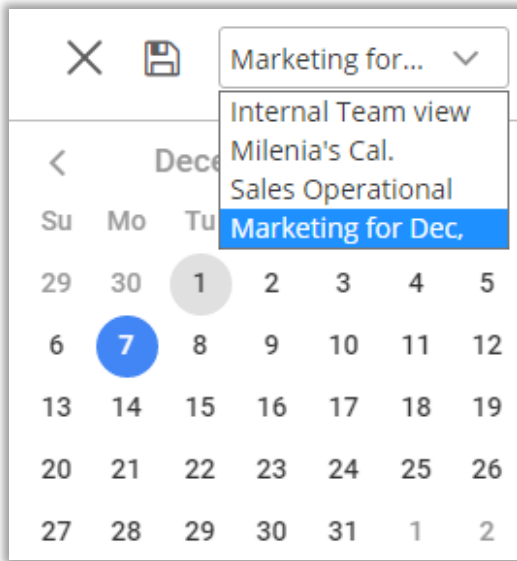 Marketing for...
Internal Team view
Milenia's Cal.
Sales Operational
Marketing for Dec,
Dece
Su Mo Tu
29 30 1 2 3 4 5
6 7 8 9 10 11 12
13 14 15 16 17 18 19
20 21 22 23 24 25 26
27 28 29 30 31 1 2